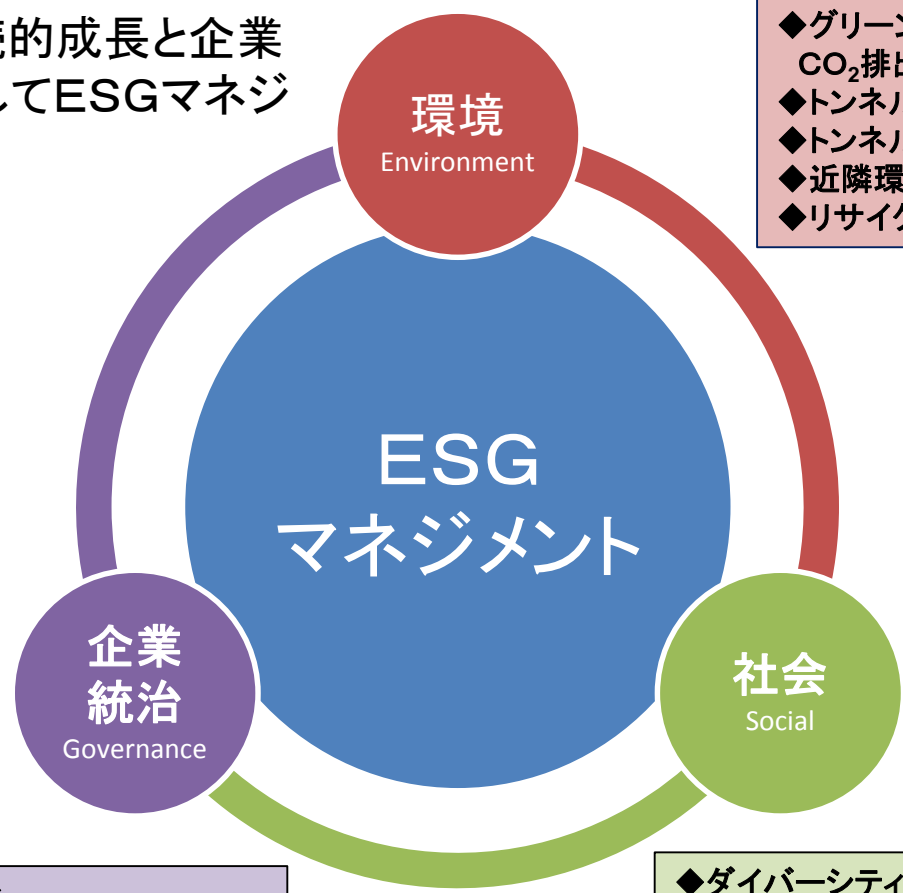 的成長と企業
してESGマネジ
◆グリーン
CO₂排出
◆トンネル
◆トンネル
◆近隣環
◆リサイク
環境
Environment
ESG
マネジメント
企業
統治
Governance
社会
Social
◆ダイバーシティ